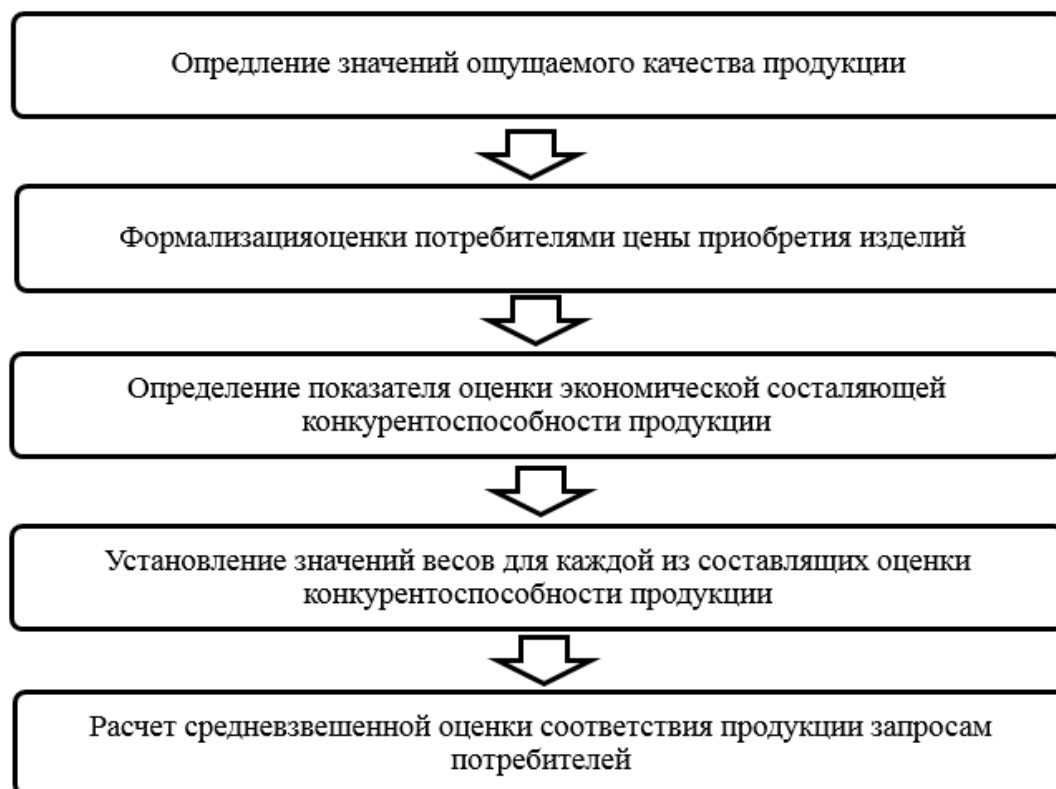 Опредление значений ощущаемого качества продукции
Формализацияоценки потребителями цены приобретия изделий
Определение показателя оценки экономической состаляющей
конкурентоспособности продукции
Установление значений весов для каждой из составлящих оценки
конкурентоспособности продукции
Расчет средневзвешенной оценки соответствия продукции запросам
потребителей